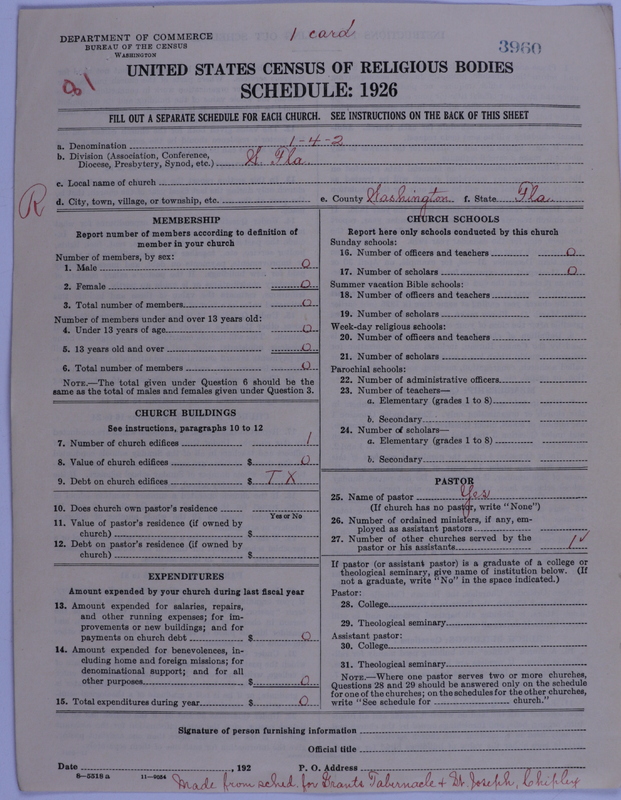 DEPARTMENT OF COMMERCE
BUREAU OF THE CENSUS
WASHINGTON
1 card
3960
UNITED STATES CENSUS OF RELIGIOUS BODIES
SCHEDULE: 1926
FILL OUT A SEPARATE SCHEDULE FOR EACH CHURCH. SEE INSTRUCTIONS ON THE BACK OF THIS SHEET
a. Denomination 1-4-2
b. Division (Association, Conference,
Diocese, Presbytery, Synod, etc.) Fla.
c. Local name of church
R
d. City, town, village, or township, etc. e. County Washington f. State Fla
MEMBERSHIP
Report number of members according to definition of
member in your church
Number of members, by sex:
1. Male 0
2. Female 0
3. Total number of members 0
Number of members under and over 13 years old:
4. Under 13 years of age 0
5. 13 years old and over 0
6. Total number of members 0
NOTE.—The total given under Question 6 should be the
same as the total of males and females given under Question 3.
CHURCH BUILDINGS
See instructions, paragraphs 10 to 12
7. Number of church edifices 1
8. Value of church edifices $ 0
9. Debt on church edifices $ T X
10. Does church own pastor's residence
Yes or No
11. Value of pastor's residence (if owned by
church) $
12. Debt on pastor's residence (if owned by
church) $
EXPENDITURES
Amount expended by your church during last fiscal year
13. Amount expended for salaries, repairs,
and other running expenses; for im-
provements or new buildings; and for
payments on church debt $ 0
14. Amount expended for benevolences, in-
cluding home and foreign missions; for
denominational support; and for all
other purposes $ 0
15. Total expenditures during year $ 0
CHURCH SCHOOLS
Report here only schools conducted by this church
Sunday schools:
16. Number of officers and teachers 0
17. Number of scholars 0
Summer vacation Bible schools:
18. Number of officers and teachers
19. Number of scholars
Week-day religious schools:
20. Number of officers and teachers
21. Number of scholars
Parochial schools:
22. Number of administrative officers
23. Number of teachers—
a. Elementary (grades 1 to 8)
b. Secondary
24. Number of scholars—
a. Elementary (grades 1 to 8)
b. Secondary
PASTOR
25. Name of pastor Yes
(If church has no pastor, write "None")
26. Number of ordained ministers, if any, em-
ployed as assistant pastors
27. Number of other churches served by the
pastor or his assistants 1 ✓
If pastor (or assistant pastor) is a graduate of a college or
theological seminary, give name of institution below. (If
not a graduate, write "No" in the space indicated.)
Pastor:
28. College
29. Theological seminary
Assistant pastor:
30. College
31. Theological seminary
NOTE.—Where one pastor serves two or more churches,
Questions 28 and 29 should be answered only on the schedule
for one of the churches; on the schedules for the other churches,
write "See schedule for church."
Signature of person furnishing information
Official title
Date , 192 P. O. Address
8—5518 a 11—9084
Made from sched. for Grants Tabernacle + St. Joseph, Chipley